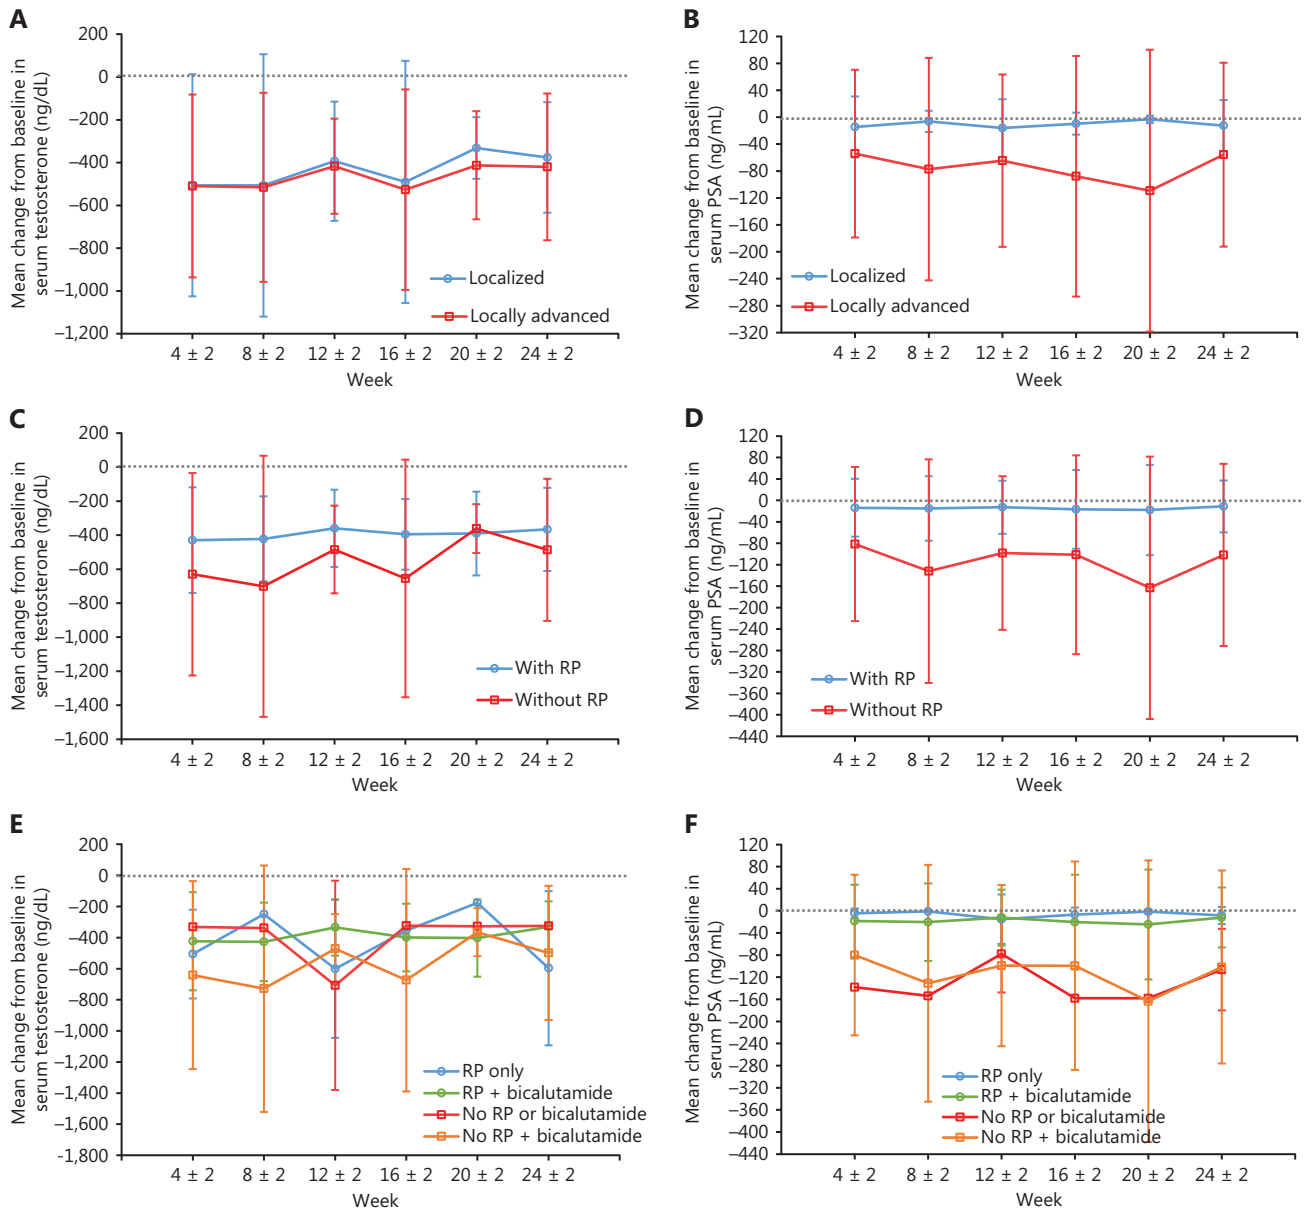 A
Mean change from baseline in
serum testosterone (ng/dL)
200
0
−200
−400
−600
−800
−1,000
−1,200
Localized
Locally advanced
4 ± 2 8 ± 2 12 ± 2 16 ± 2 20 ± 2 24 ± 2
Week
B
Mean change from baseline in
serum PSA (ng/mL)
120
80
40
0
−40
−80
−120
−160
−200
−240
−280
−320
Localized
Locally advanced
4 ± 2 8 ± 2 12 ± 2 16 ± 2 20 ± 2 24 ± 2
Week
C
Mean change from baseline in
serum testosterone (ng/dL)
200
0
−200
−400
−600
−800
−1,000
−1,200
−1,400
−1,600
With RP
Without RP
4 ± 2 8 ± 2 12 ± 2 16 ± 2 20 ± 2 24 ± 2
Week
D
Mean change from baseline in
serum PSA (ng/mL)
120
80
40
0
−40
−80
−120
−160
−200
−240
−280
−320
−360
−400
−440
With RP
Without RP
4 ± 2 8 ± 2 12 ± 2 16 ± 2 20 ± 2 24 ± 2
Week
E
Mean change from baseline in
serum testosterone (ng/dL)
200
0
−200
−400
−600
−800
−1,000
−1,200
−1,400
−1,600
-1,800
RP only
RP + bicalutamide
No RP or bicalutamide
No RP + bicalutamide
4 ± 2 8 ± 2 12 ± 2 16 ± 2 20 ± 2 24 ± 2
Week
F
Mean change from baseline in
serum PSA (ng/mL)
120
80
40
0
−40
−80
−120
−160
−200
−240
−280
−320
−360
−400
−440
RP only
RP + bicalutamide
No RP or bicalutamide
No RP + bicalutamide
4 ± 2 8 ± 2 12 ± 2 16 ± 2 20 ± 2 24 ± 2
Week